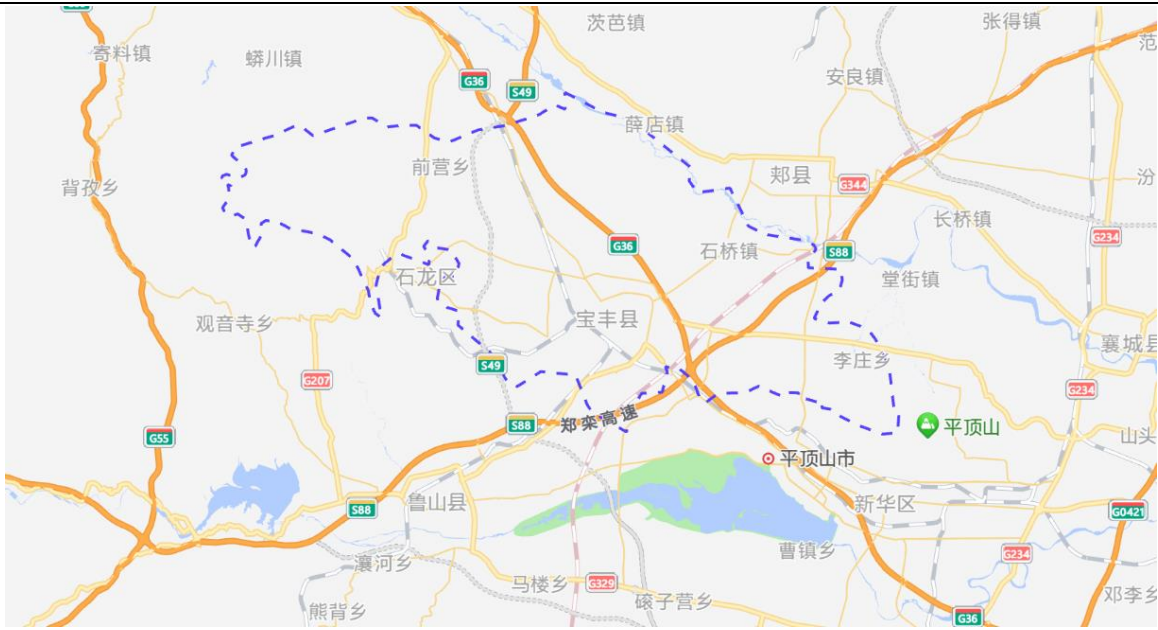 茨芭镇
张得镇
范
寄料镇
蟒川镇
G36
S49
安良镇
薛店镇
前营乡
背孜乡
郏县
G344
汾
长桥镇
G36
石桥镇
S88
G234
堂街镇
石龙区
观音寺乡
宝丰县
襄城县
李庄乡
S49
G207
G234
郑栾高速
S88
平顶山
G55
山头
平顶山市
鲁山县
S88
新华区
G0421
曹镇乡
G234
瀼河乡
马楼乡
G329
磙子营乡
邓李乡
熊背乡
G36